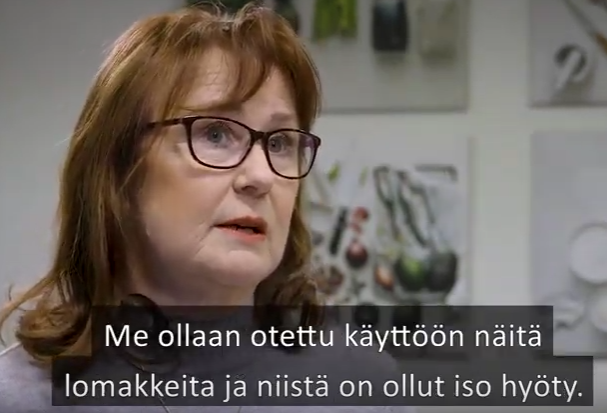 Me ollaan otettu käyttöön näitä
lomakkeita ja niistä on ollut iso hyöty.